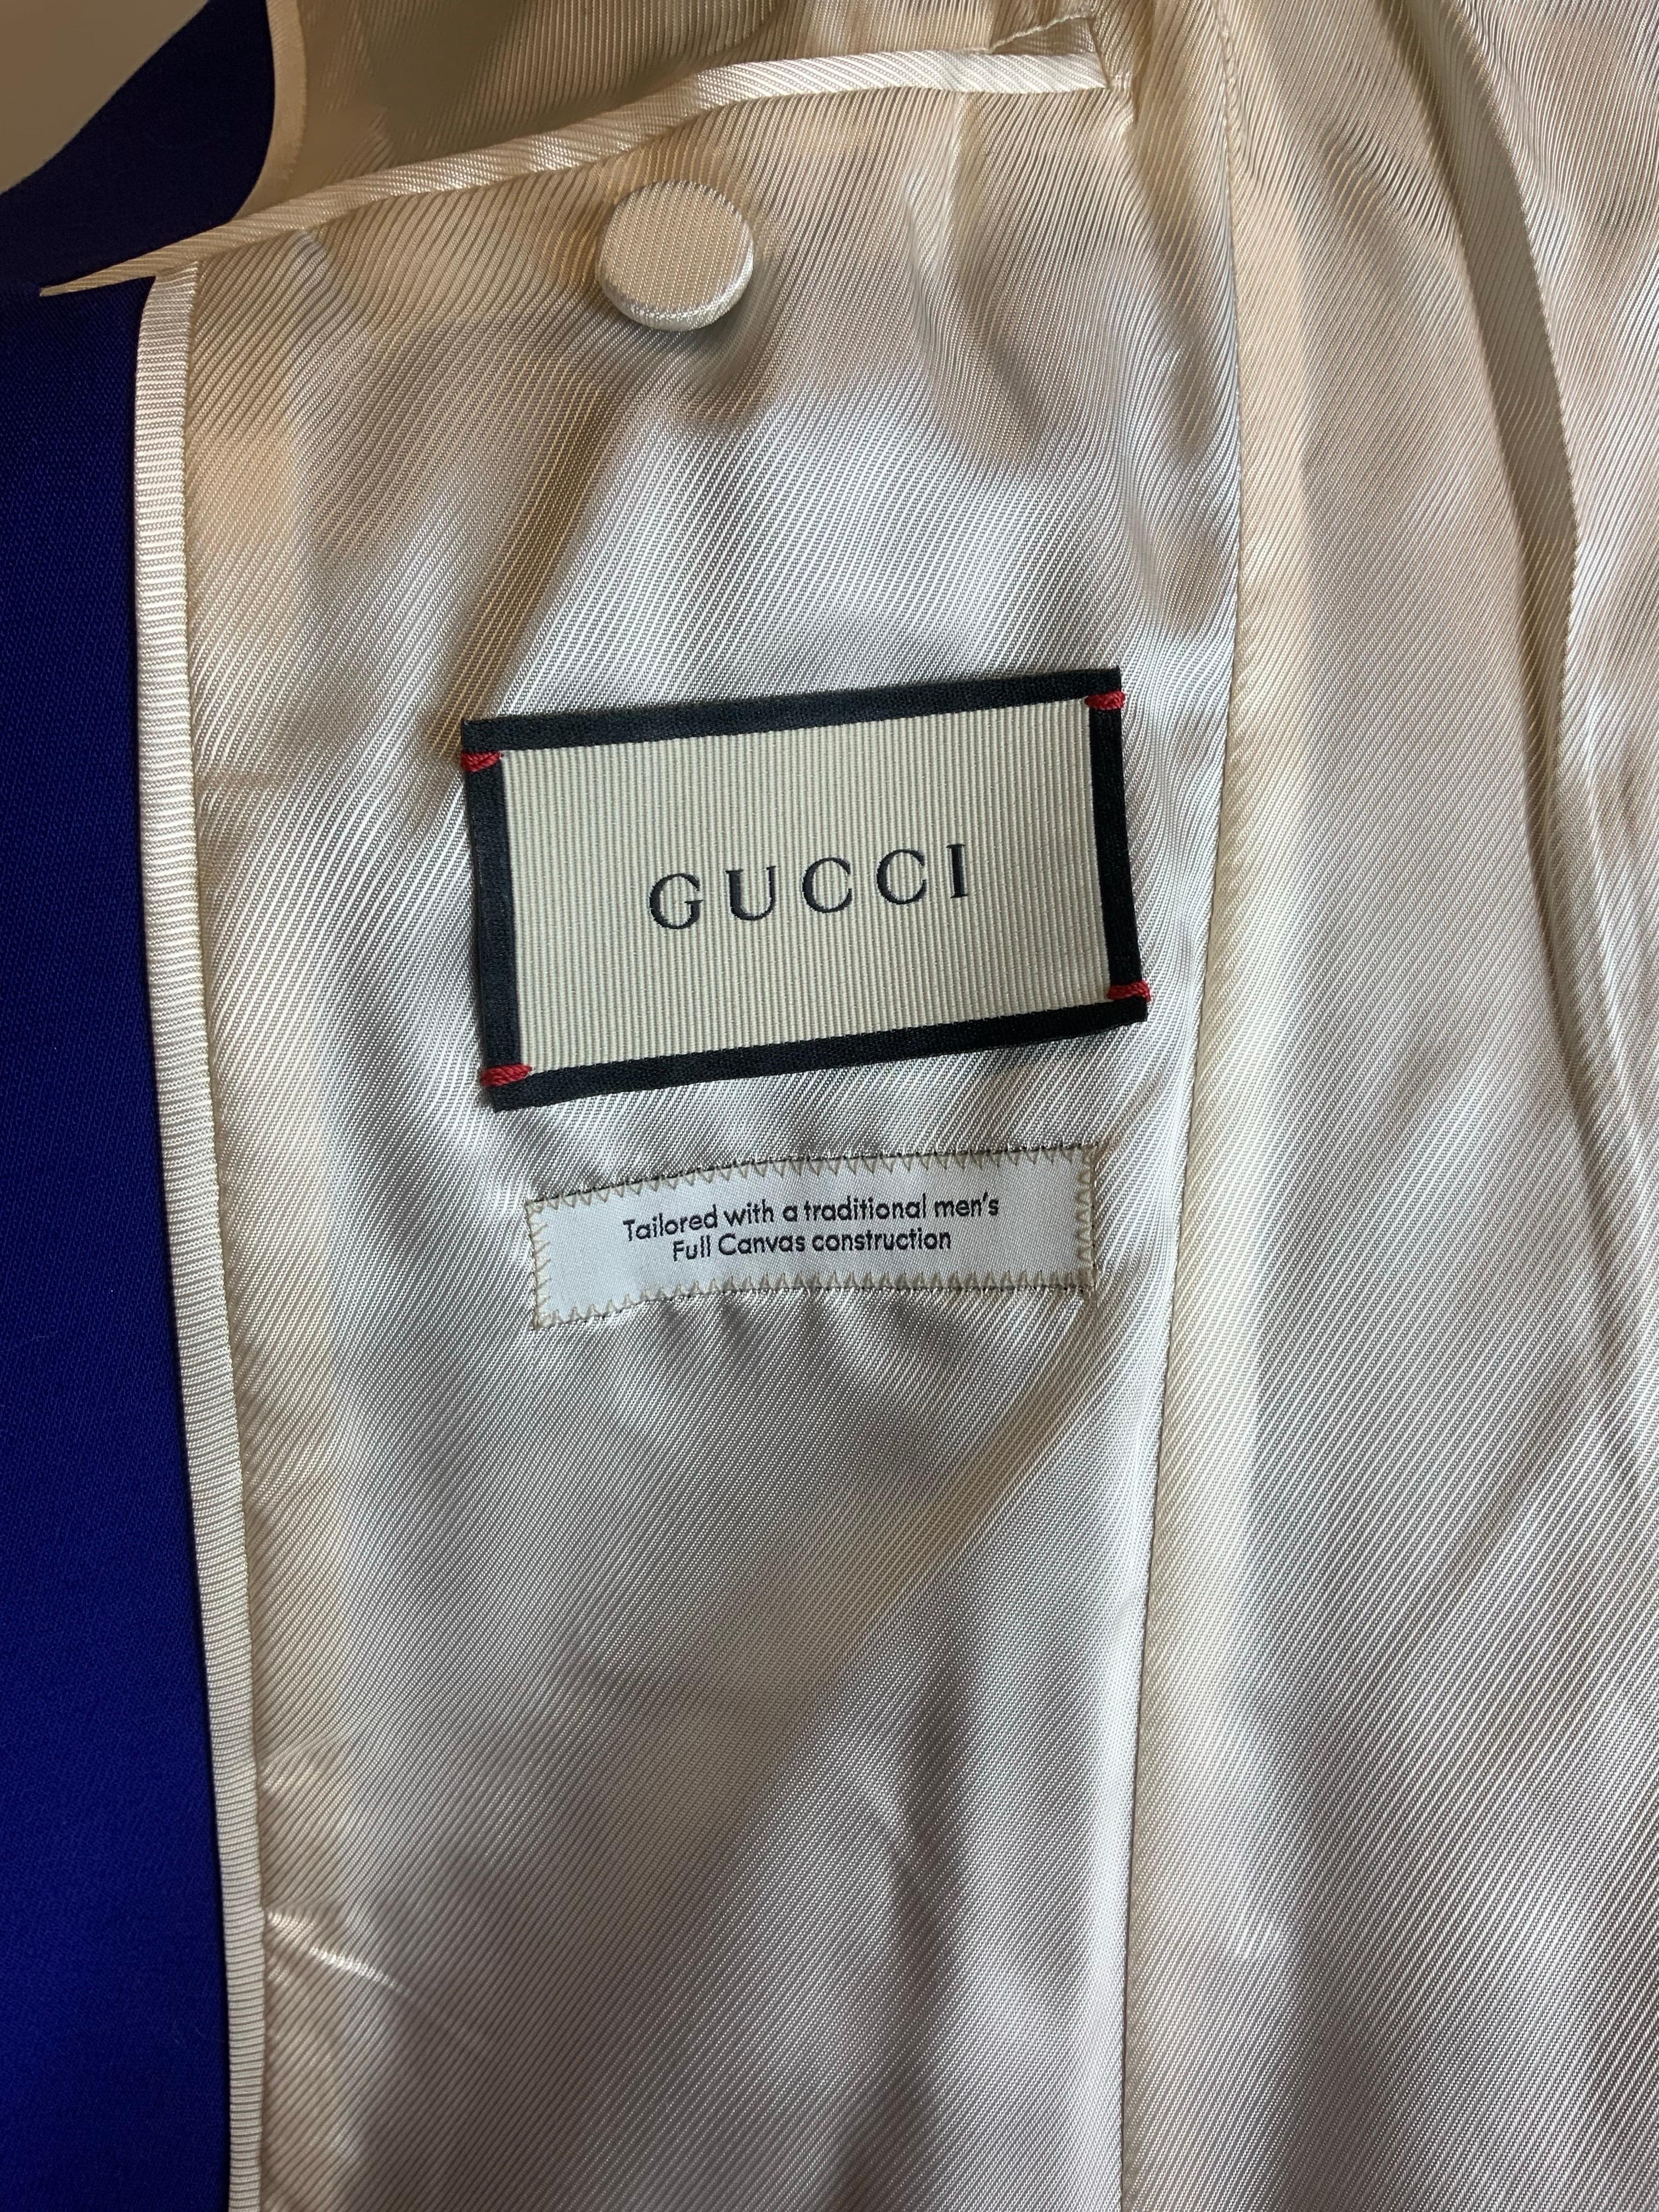 GUCCI
Tailored with a traditional men's
Full Canvas construction